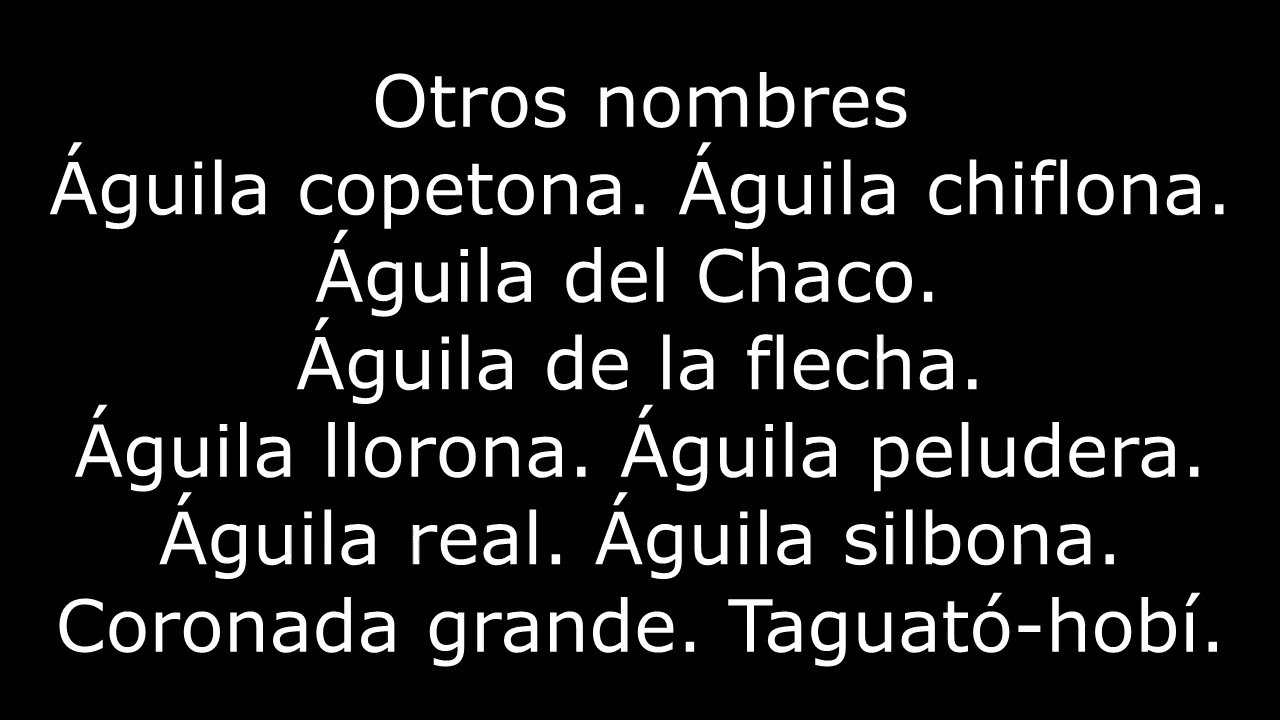 Otros nombres
Águila copetona. Águila chiflona.
Águila del Chaco.
Águila de la flecha.
Águila llorona. Águila peludera.
Águila real. Águila silbona.
Coronada grande. Taguató-hobí.